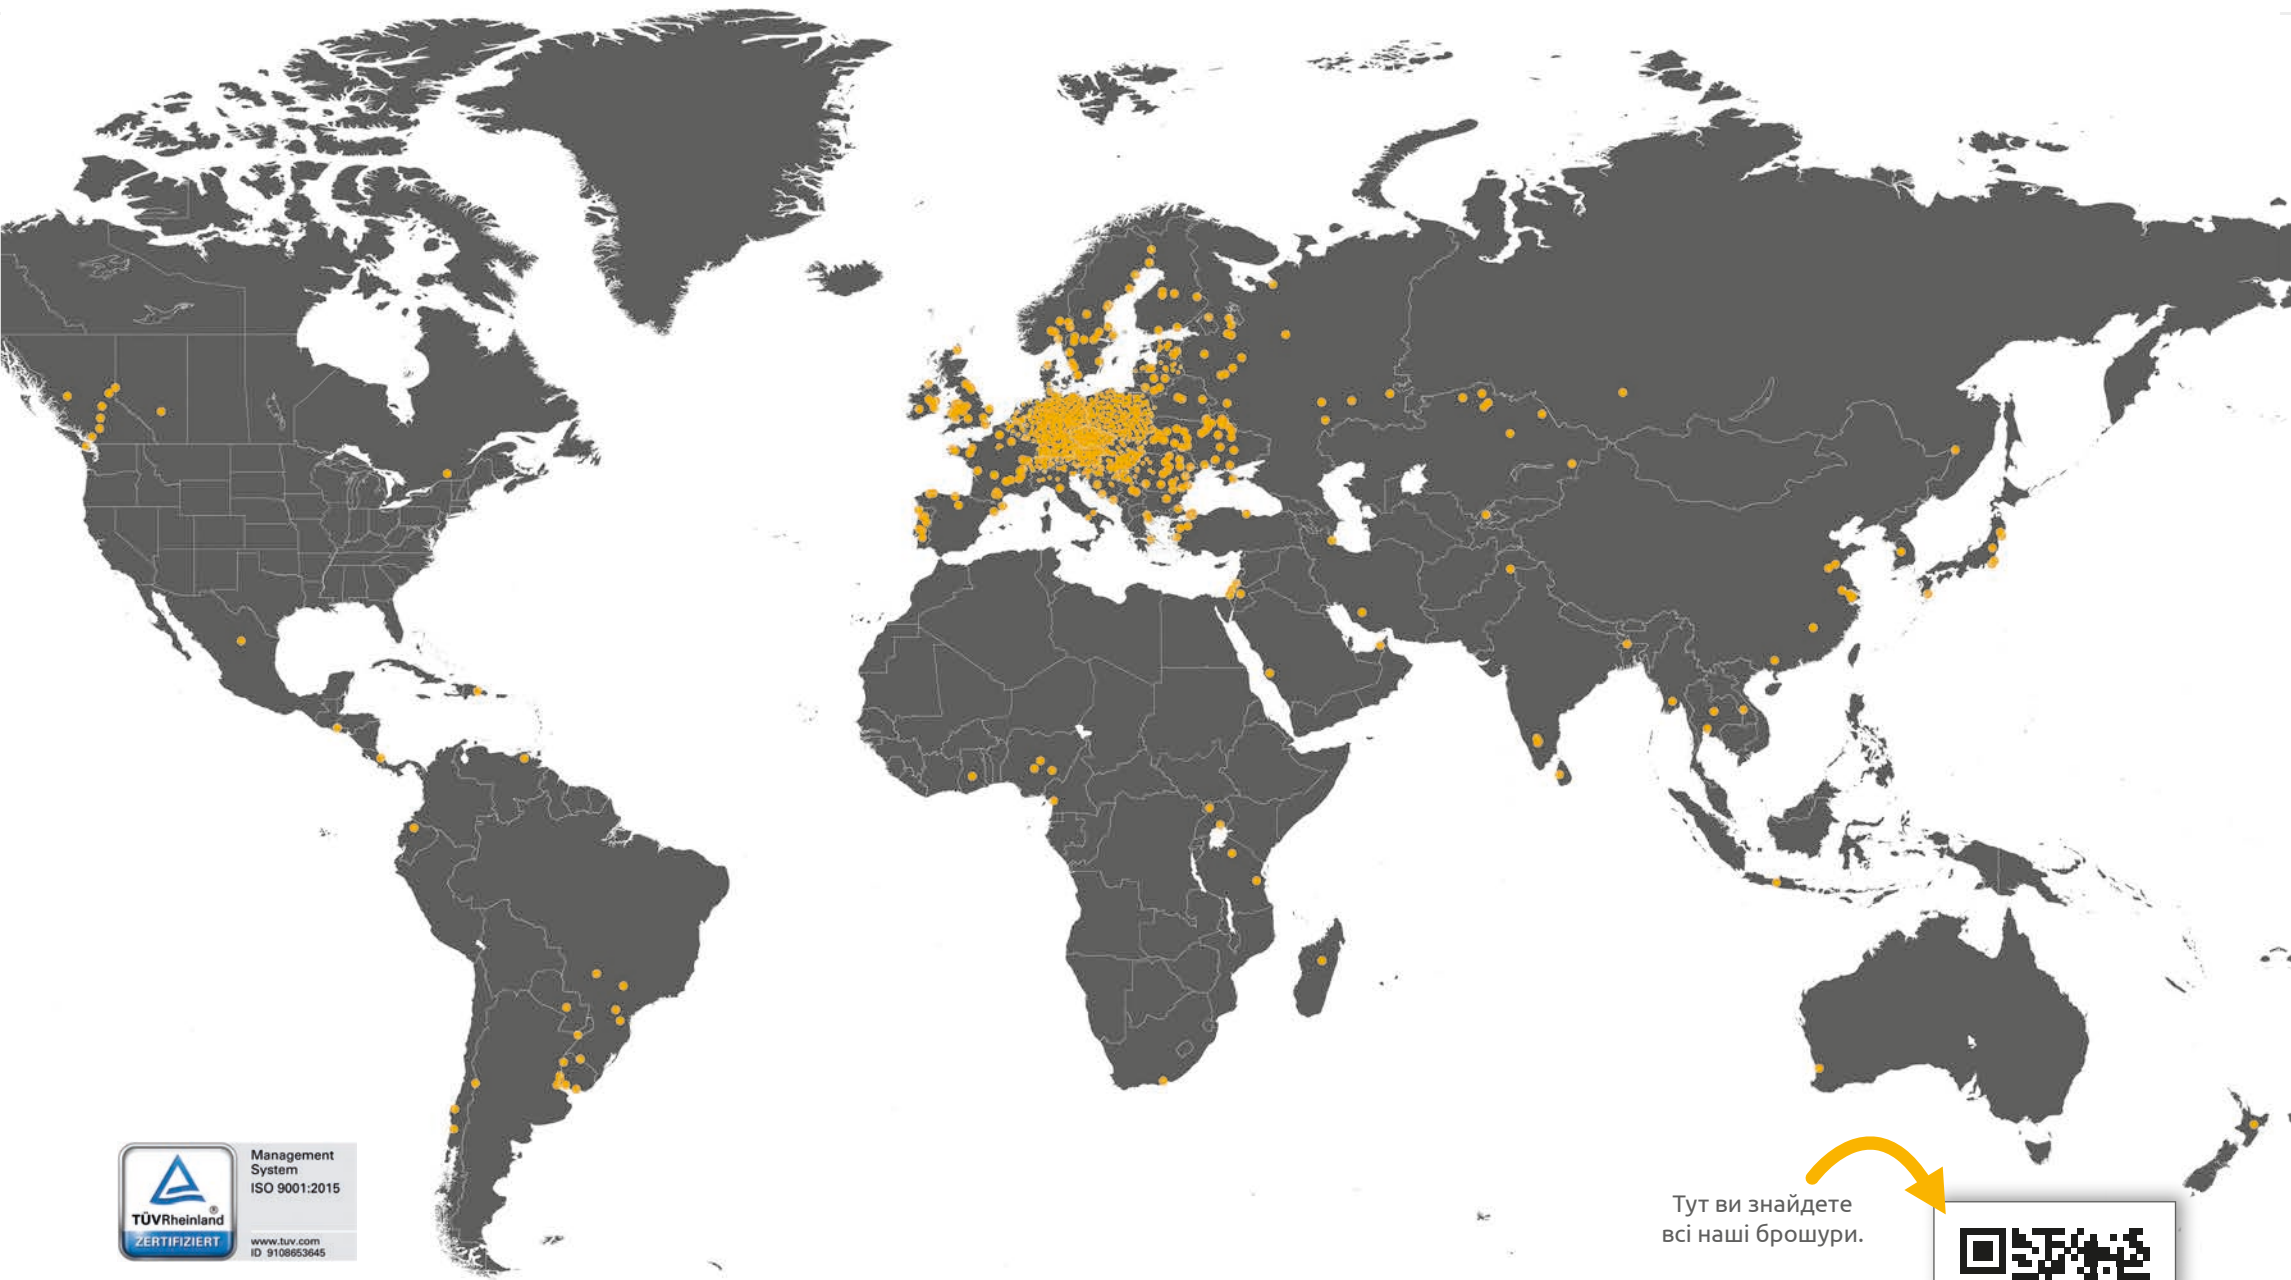 Management
System
ISO 9001:2015
TÜVRheinland®
ZERTIFIZIERT
www.tuv.com
ID 9108653645
Тут ви знайдете
всі наші брошури.